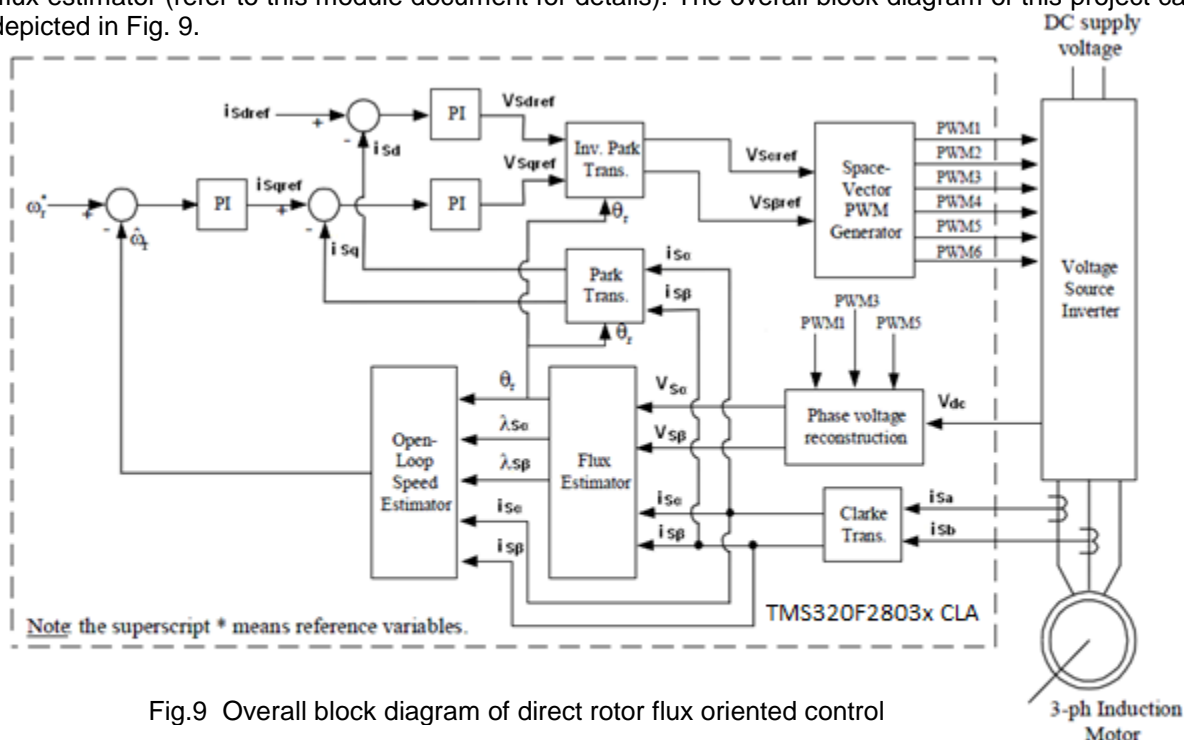 flux estimator (refer to this module document for details). The overall block diagram of this project ca
depicted in Fig. 9.
DC supply
voltage
iSdref
+
-
iSd
PI
VSdref
Inv. Park
Trans.
VSαref
Space-
Vector
PWM
Generator
PWM1
PWM2
PWM3
PWM4
PWM5
PWM6
Voltage
Source
Inverter
ωr*
+
-
ω̂r
PI
iSqref
+
-
iSq
PI
VSqref
θr
VSβref
Park
Trans.
iSα
iSβ
θr
PWM3
PWM1
PWM5
Open-
Loop
Speed
Estimator
θr
λSα
λSβ
iSα
iSβ
Flux
Estimator
VSα
VSβ
iSα
iSβ
Phase voltage
reconstruction
Vdc
Clarke
Trans.
iSa
iSb
TMS320F2803x CLA
Note: the superscript * means reference variables.
3-ph Induction
Motor
Fig.9 Overall block diagram of direct rotor flux oriented control